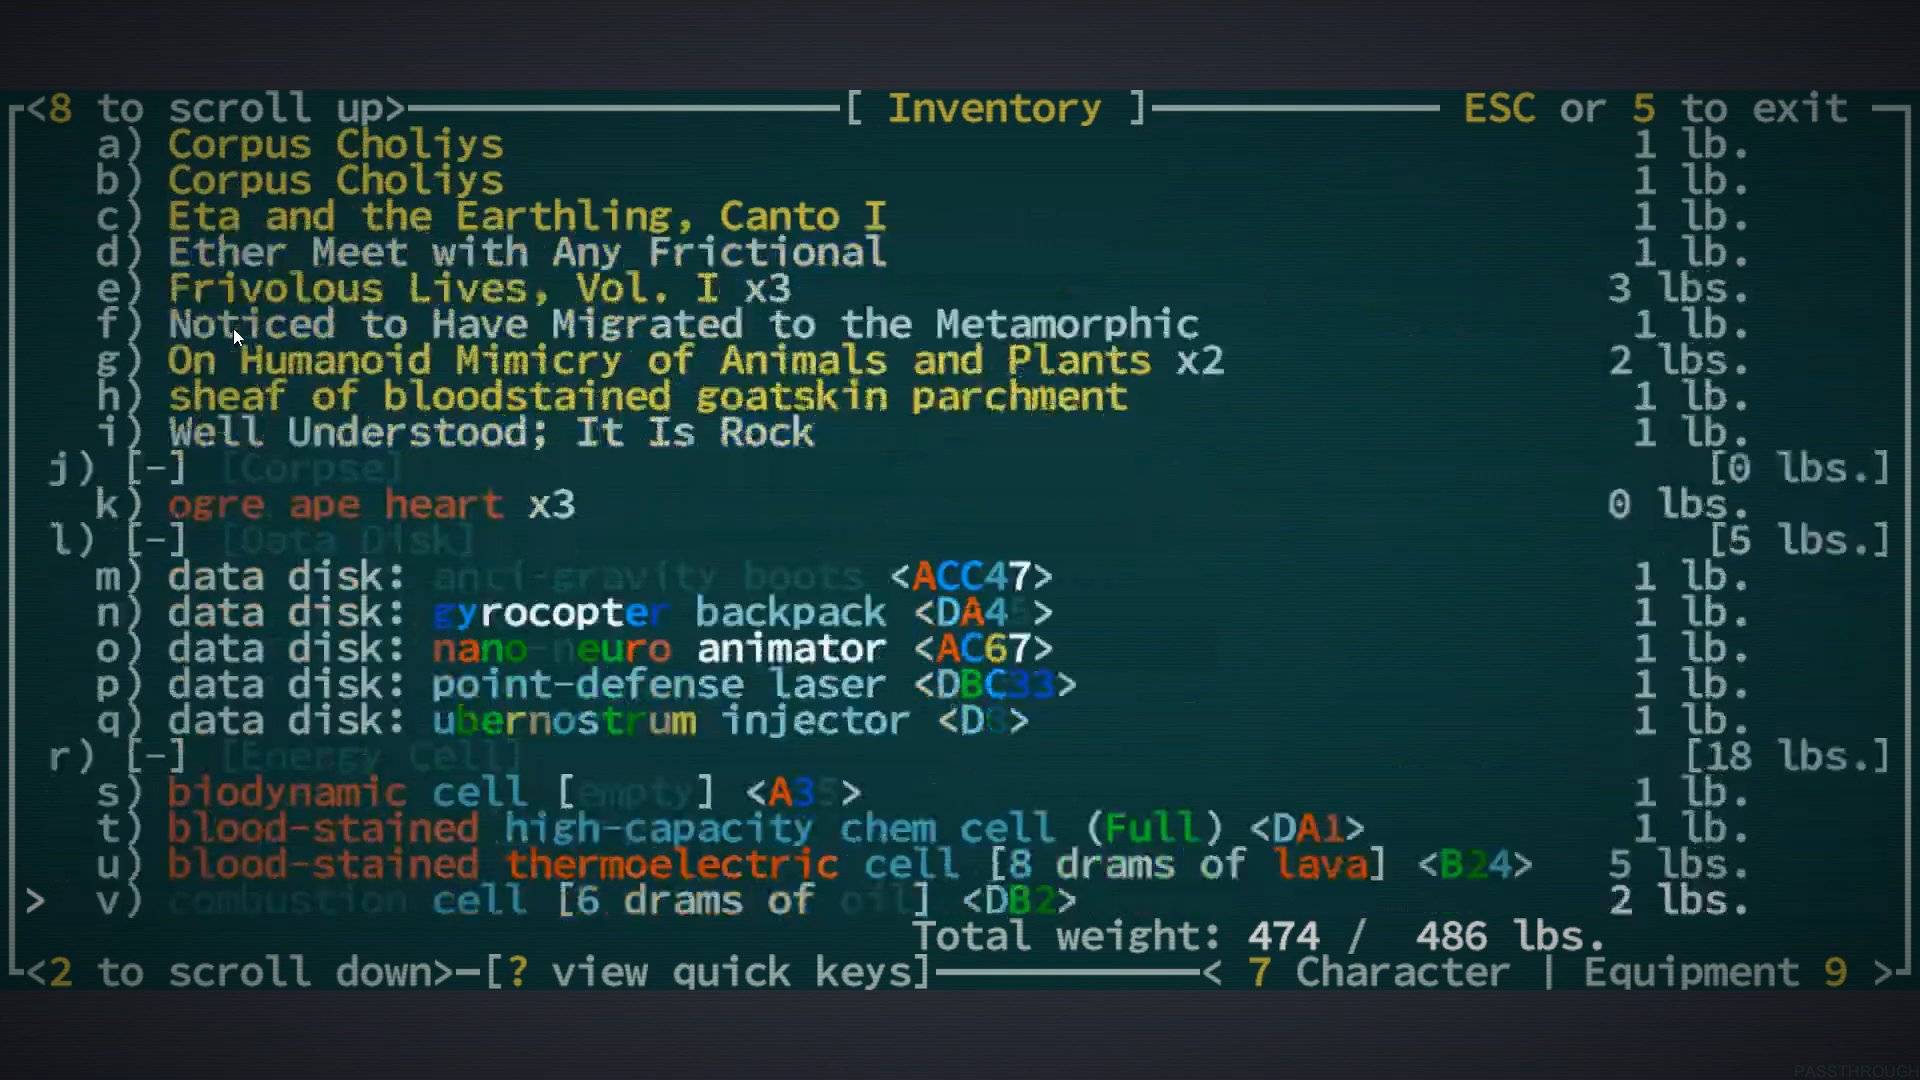 <8 to scroll up> [ Inventory ] ESC or 5 to exit
a) Corpus Choliys 1 lb.
b) Corpus Choliys 1 lb.
c) Eta and the Earthling, Canto I 1 lb.
d) Ether Meet with Any Frictional 1 lb.
e) Frivolous Lives, Vol. I x3 3 lbs.
f) Noticed to Have Migrated to the Metamorphic 1 lb.
g) On Humanoid Mimicry of Animals and Plants x2 2 lbs.
h) sheaf of bloodstained goatskin parchment 1 lb.
i) Well Understood; It Is Rock 1 lb.
j) [-] [Corpse] [0 lbs.]
k) ogre ape heart x3 0 lbs.
l) [-] [Data Disk] [5 lbs.]
m) data disk: anti-gravity boots <ACC47> 1 lb.
n) data disk: gyrocopter backpack <DA45> 1 lb.
o) data disk: nano-neuro animator <AC67> 1 lb.
p) data disk: point-defense laser <DBC33> 1 lb.
q) data disk: ubernostrum injector <D8> 1 lb.
r) [-] [Energy Cell] [18 lbs.]
s) biodynamic cell [empty] <A35> 1 lb.
t) blood-stained high-capacity chem cell (Full) <DA1> 1 lb.
u) blood-stained thermoelectric cell [8 drams of lava] <B24> 5 lbs.
> v) combustion cell [6 drams of oil] <DB2> 2 lbs.
Total weight: 474 / 486 lbs.
<2 to scroll down> [? view quick keys] < 7 Character | Equipment 9 >
PASSTHROUGH